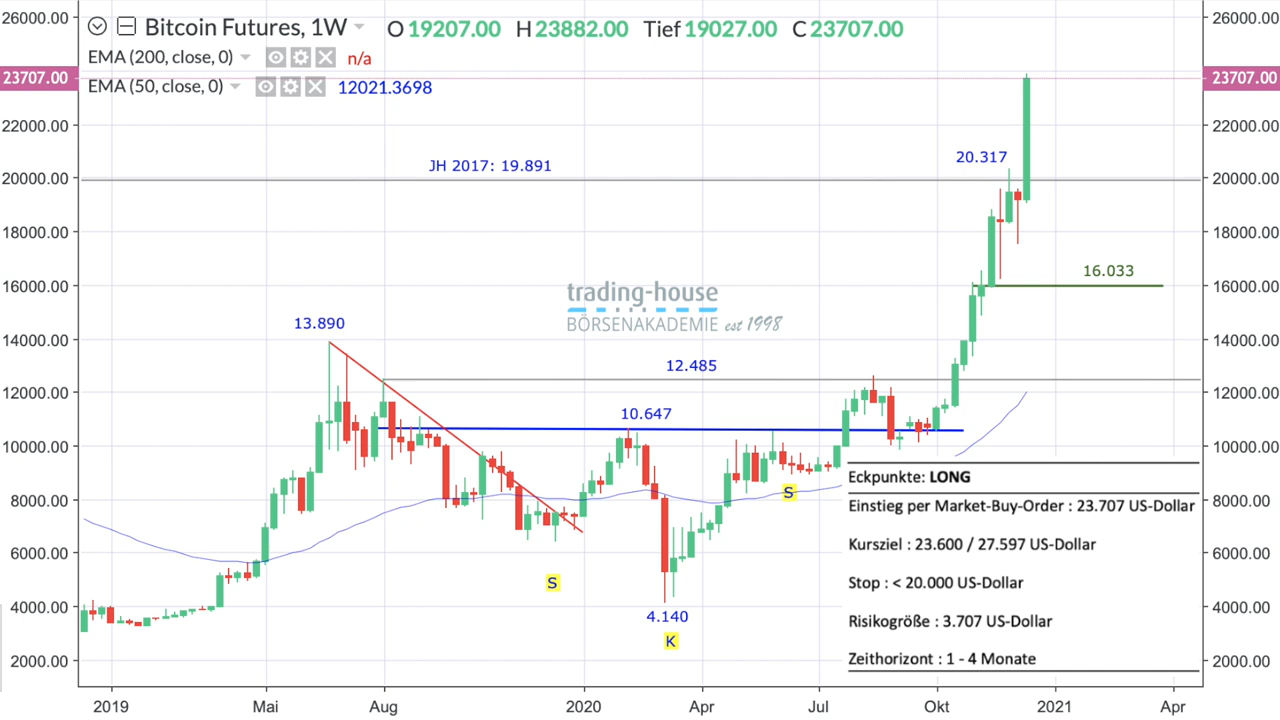 Bitcoin Futures, 1W O 19207.00 H 23882.00 Tief 19027.00 C 23707.00
EMA (200, close, 0) n/a
EMA (50, close, 0) 12021.3698
26000.00
23707.00
22000.00
20000.00
18000.00
16000.00
14000.00
12000.00
10000.00
8000.00
6000.00
4000.00
2000.00
JH 2017: 19.891
20.317
16.033
trading-house
BÖRSENAKADEMIE est 1998
13.890
12.485
10.647
S
S
4.140
K
Eckpunkte: LONG
Einstieg per Market-Buy-Order : 23.707 US-Dollar
Kursziel : 23.600 / 27.597 US-Dollar
Stop : < 20.000 US-Dollar
Risikogröße : 3.707 US-Dollar
Zeithorizont : 1 - 4 Monate
26000.00
23707.00
22000.00
20000.00
18000.00
16000.00
14000.00
12000.00
10000.00
8000.00
6000.00
4000.00
2000.00
2019 Mai Aug 2020 Apr Jul Okt 2021 Apr